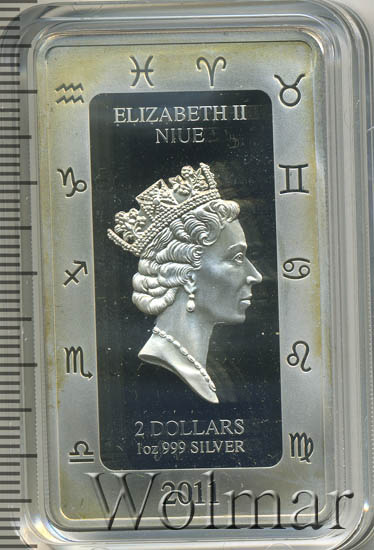 ELIZABETH II
NIUE
2 DOLLARS
1oz 999 SILVER
2011
Wolmar